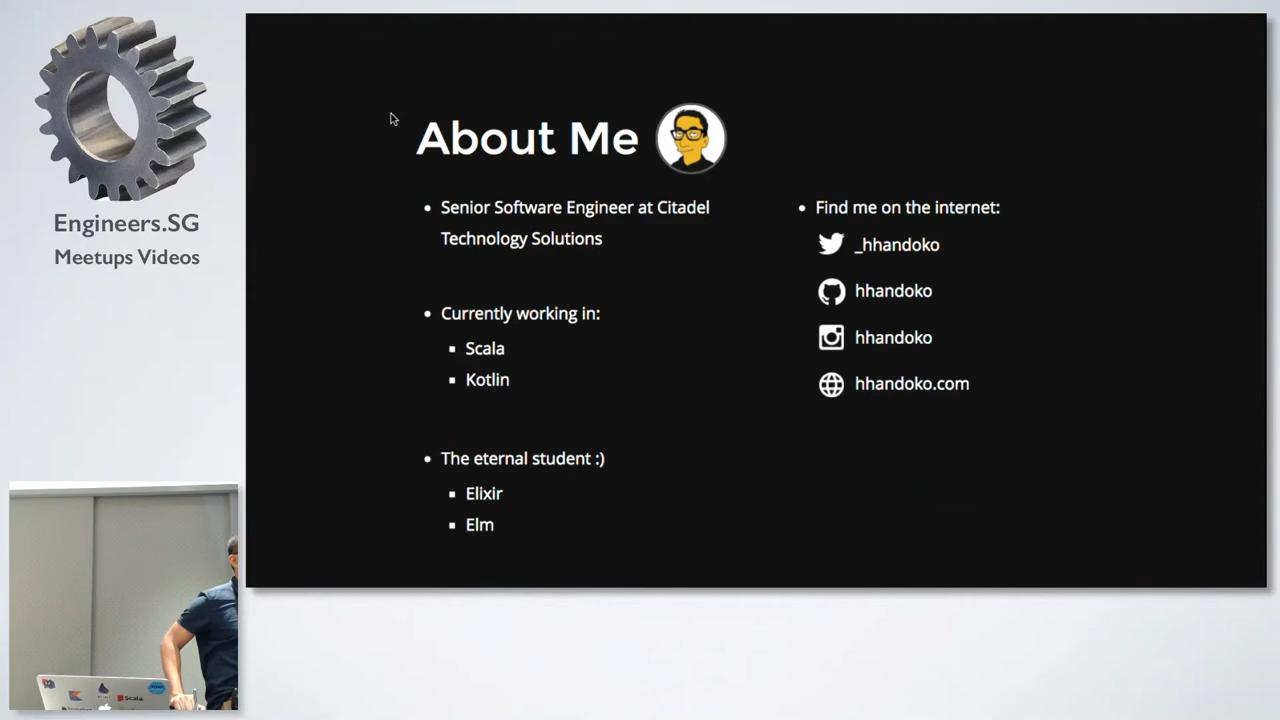 Engineers.SG
Meetups Videos
About Me
Senior Software Engineer at Citadel
Technology Solutions
Currently working in:
Scala
Kotlin
The eternal student :)
Elixir
Elm
Find me on the internet:
_hhandoko
hhandoko
hhandoko
hhandoko.com
Scala